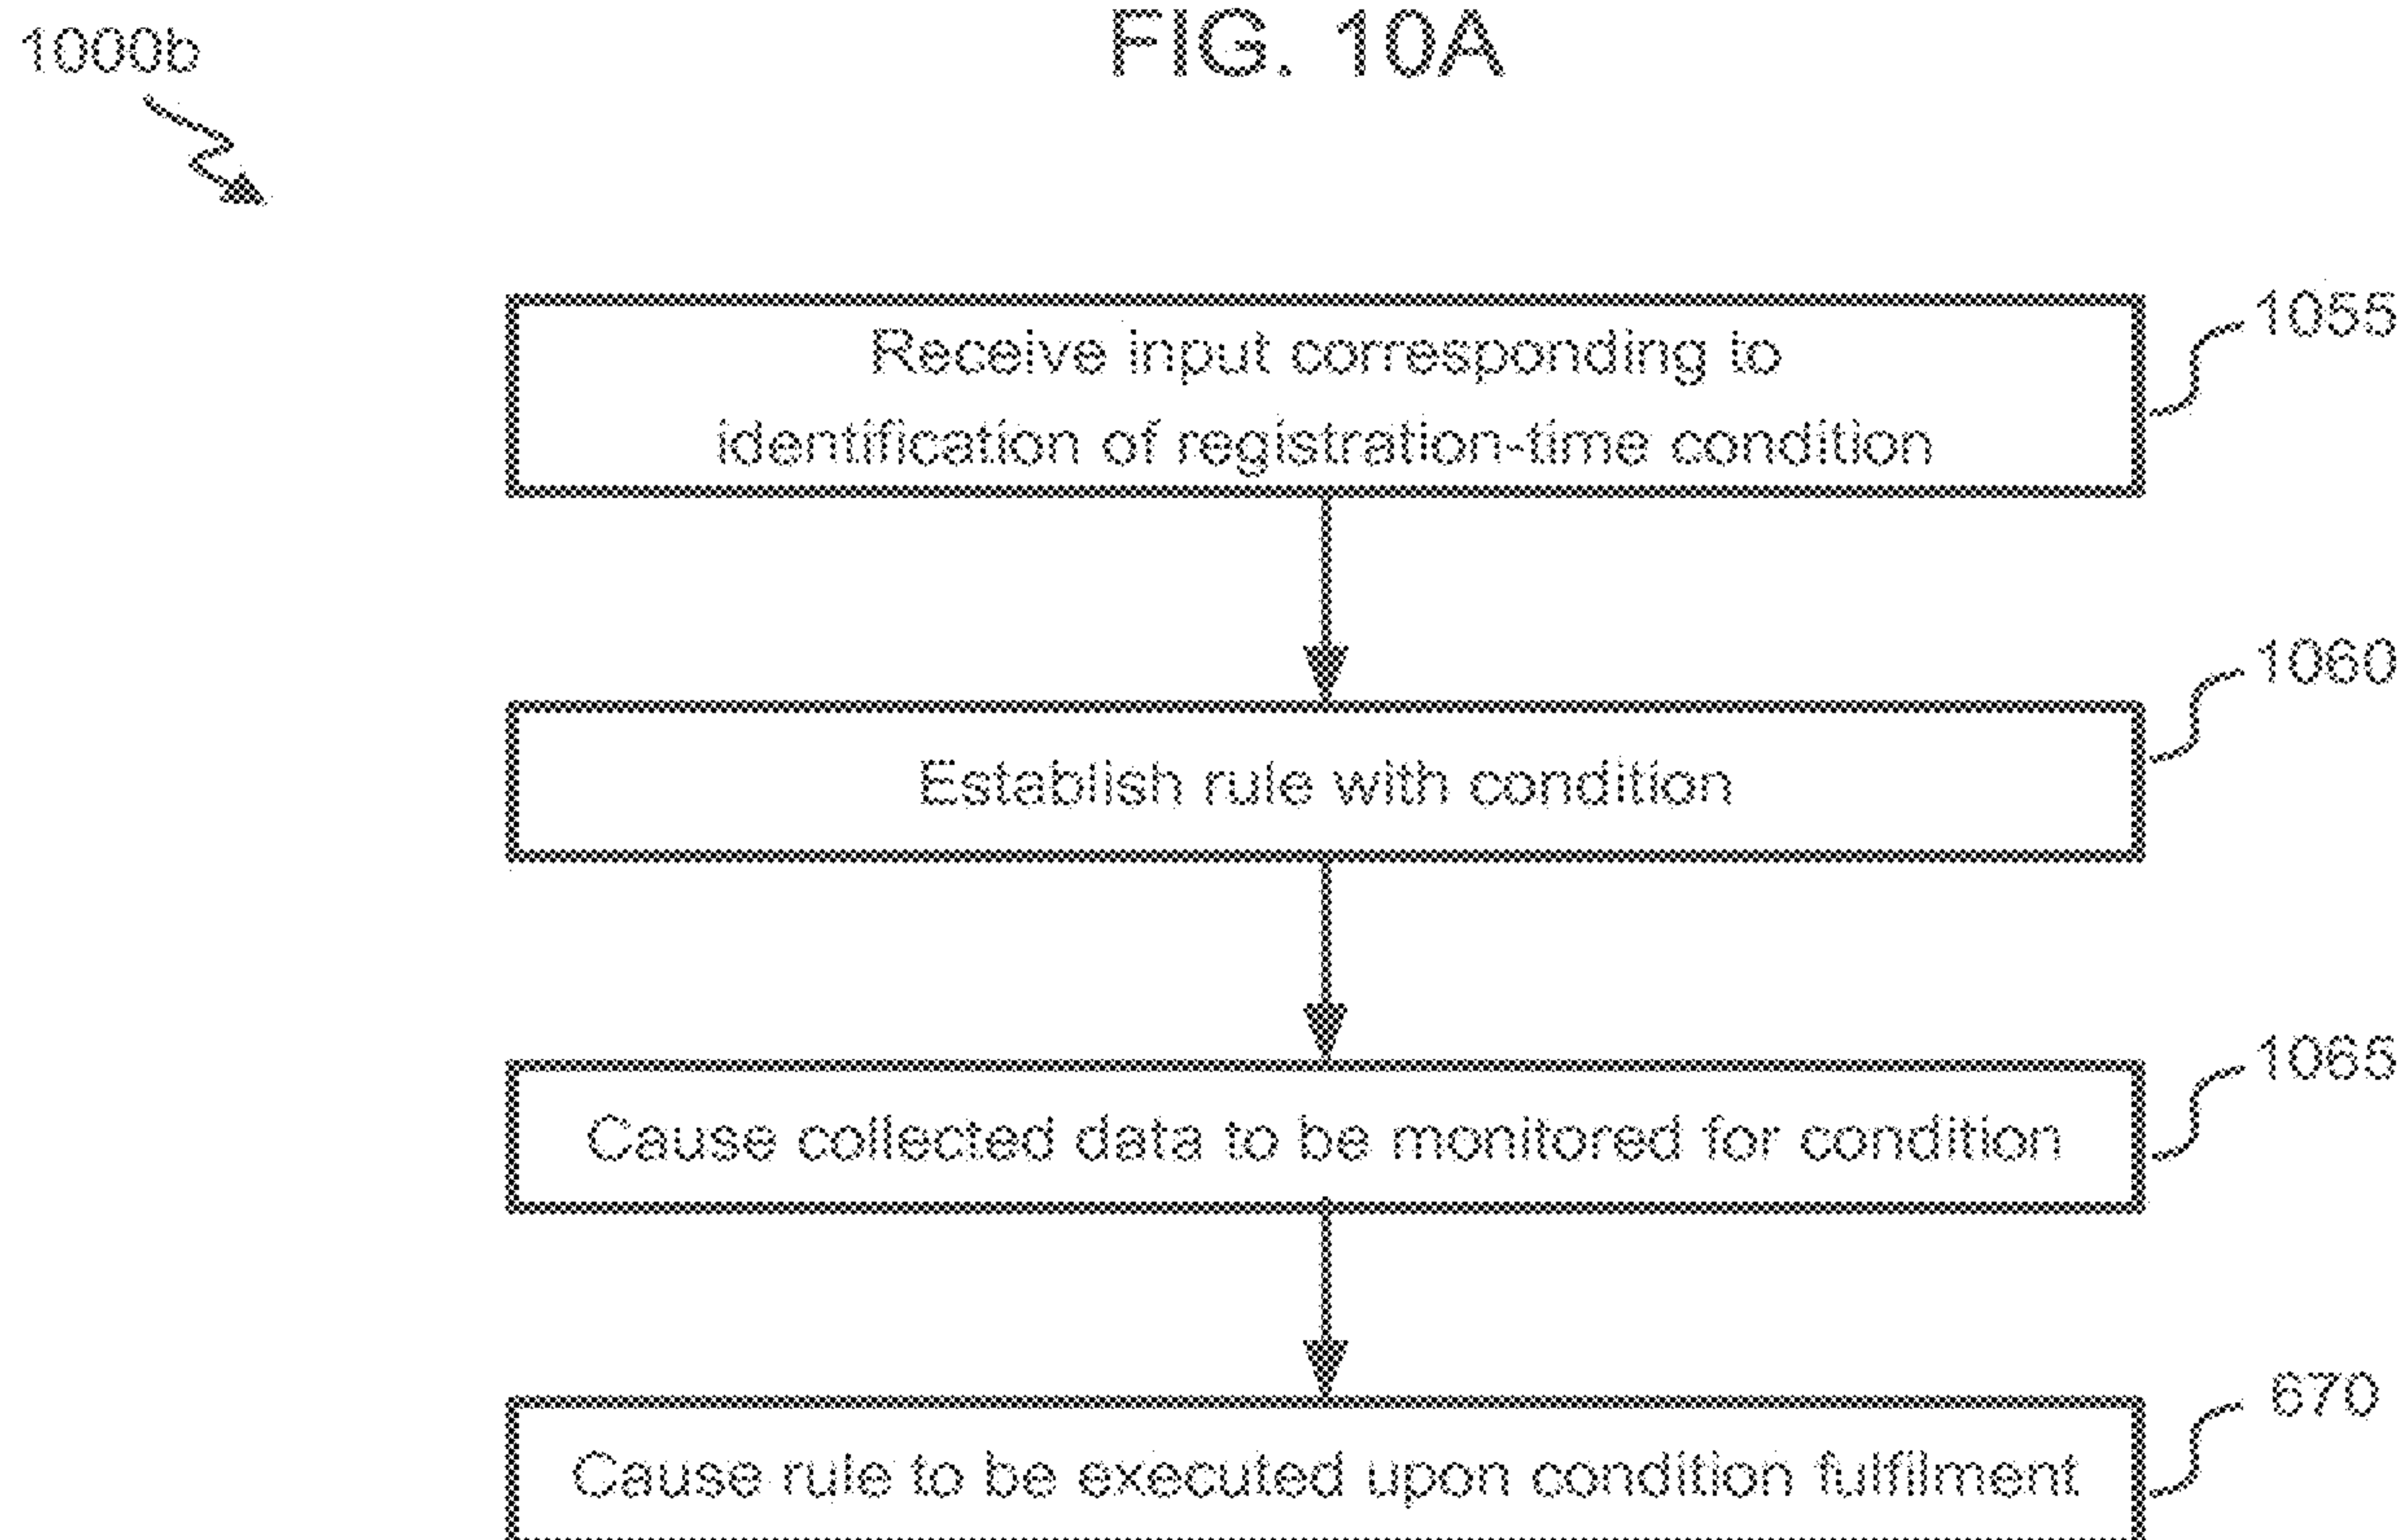 FIG. 10A
1000b
Receive input corresponding to
identification of registration-time condition
1055
Establish rule with condition
1060
Cause collected data to be monitored for condition
1065
Cause rule to be executed upon condition fulfilment
670